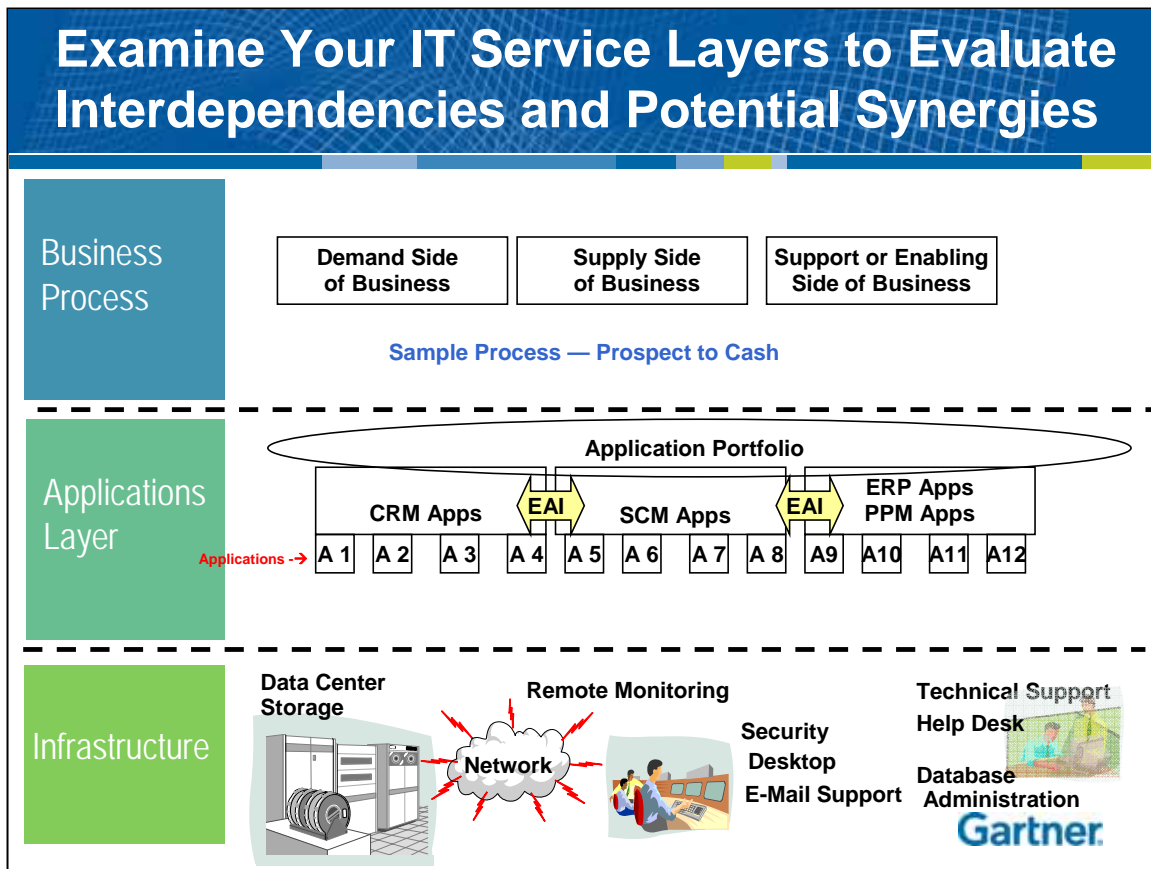 Examine Your IT Service Layers to Evaluate
Interdependencies and Potential Synergies
Business
Process
Demand Side
of Business
Supply Side
of Business
Support or Enabling
Side of Business
Sample Process — Prospect to Cash
Applications
Layer
Application Portfolio
CRM Apps
EAI
SCM Apps
EAI
ERP Apps
PPM Apps
Applications -→
A 1
A 2
A 3
A 4
A 5
A 6
A 7
A 8
A9
A10
A11
A12
Infrastructure
Data Center
Storage
Network
Remote Monitoring
Security
Desktop
E-Mail Support
Technical Support
Help Desk
Database
Administration
Gartner.